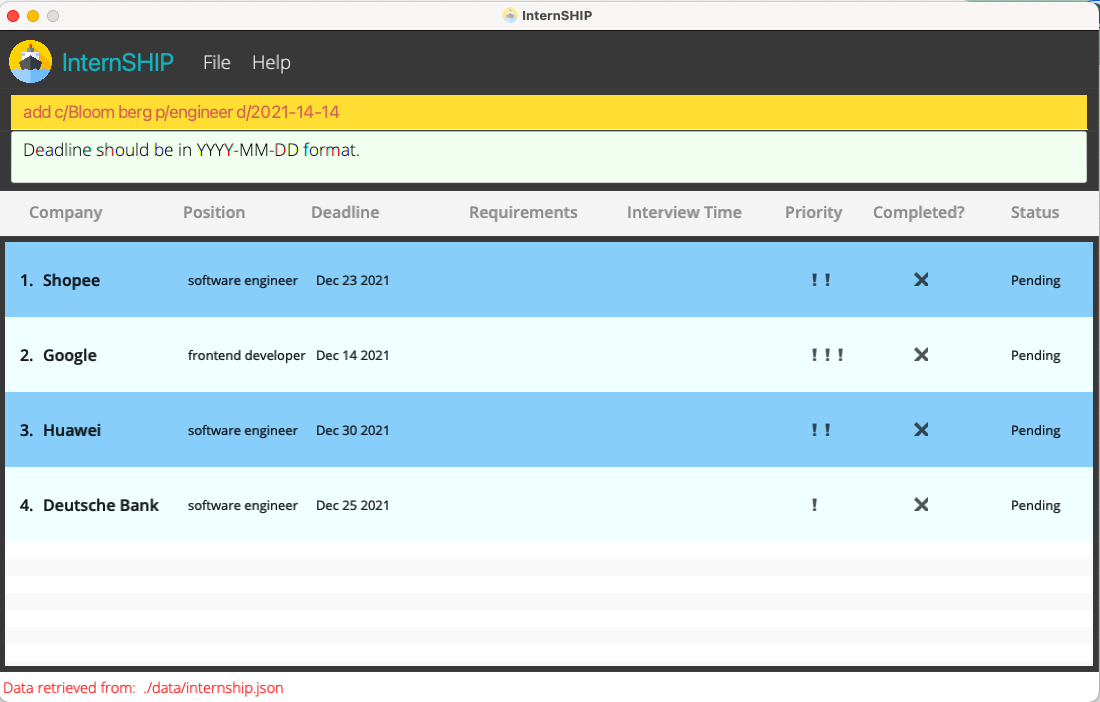 InternSHIP
InternSHIP File Help
add c/Bloom berg p/engineer d/2021-14-14
Deadline should be in YYYY-MM-DD format.
Company Position Deadline Requirements Interview Time Priority Completed? Status
1. Shopee software engineer Dec 23 2021 ! ! ✕ Pending
2. Google frontend developer Dec 14 2021 ! ! ! ✕ Pending
3. Huawei software engineer Dec 30 2021 ! ! ✕ Pending
4. Deutsche Bank software engineer Dec 25 2021 ! ✕ Pending
Data retrieved from: ./data/internship.json